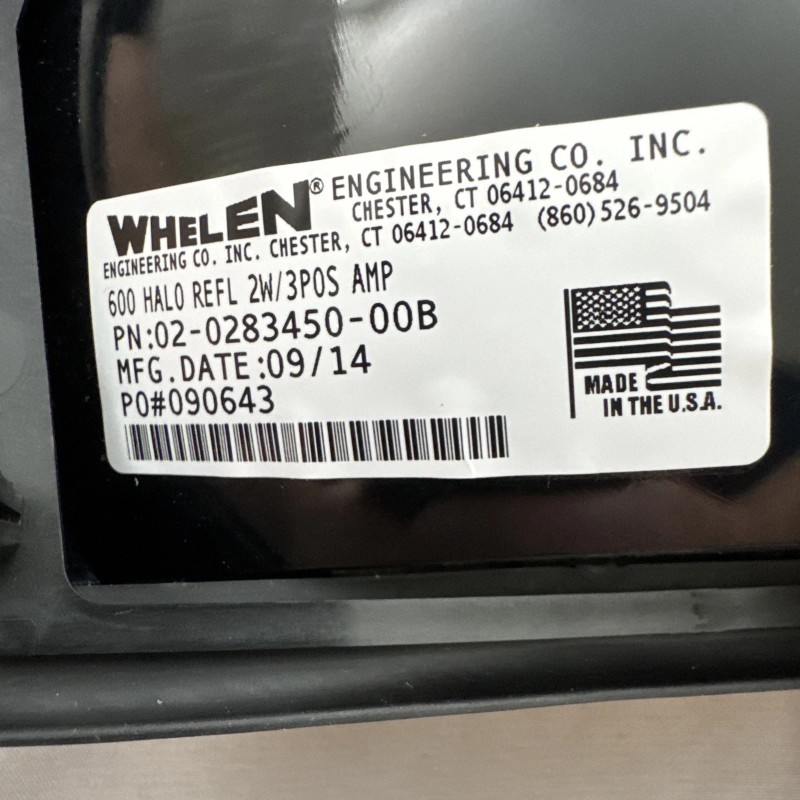 WHELEN® ENGINEERING CO. INC.
CHESTER, CT 06412-0684
ENGINEERING CO. INC. CHESTER, CT 06412-0684 (860)526-9504
600 HALO REFL 2W/3POS AMP
PN:02-0283450-00B
MFG.DATE:09/14
PO#090643
MADE
IN THE U.S.A.